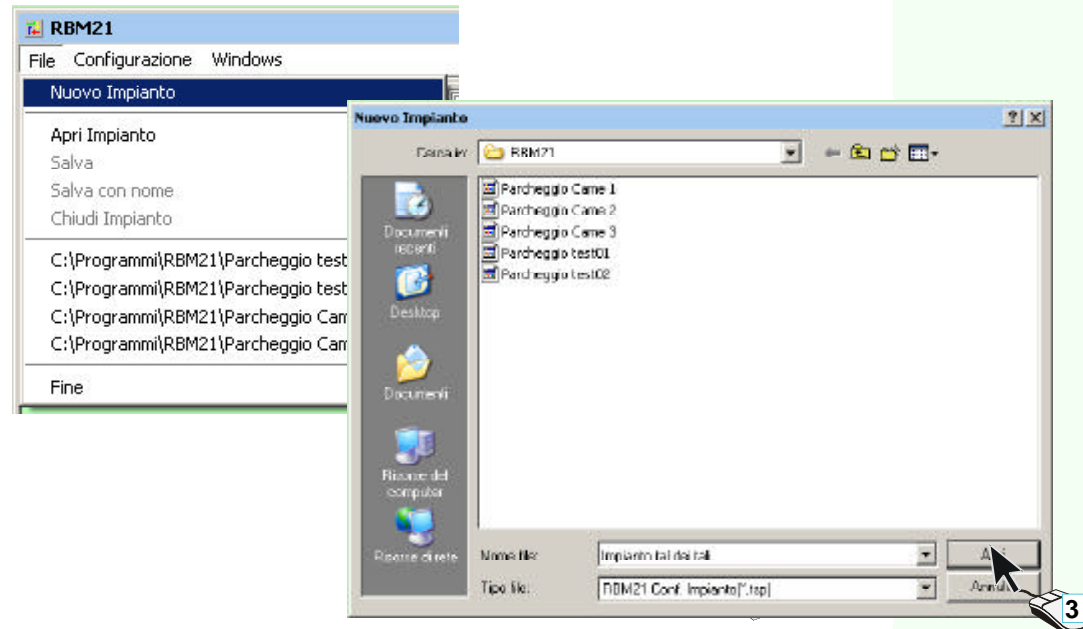 RBM21
File Configurazione Windows
Nuovo Impianto
Apri Impianto
Salva
Salva con nome
Chiudi Impianto
C:\Programmi\RBM21\Parcheggio test
C:\Programmi\RBM21\Parcheggio test
C:\Programmi\RBM21\Parcheggio Cam
C:\Programmi\RBM21\Parcheggio Cam
Fine
Nuovo Impianto
Cerca in:
RBM21
Parcheggio Came 1
Parcheggio Came 2
Parcheggio Came 3
Parcheggio test01
Parcheggio test02
Documenti
recenti
Desktop
Documenti
Risorse del
computer
Risorse di rete
Nome file:
Impianto tal dei tali
Tipo file:
RBM21 Conf. Impianto(*.tsp)
3